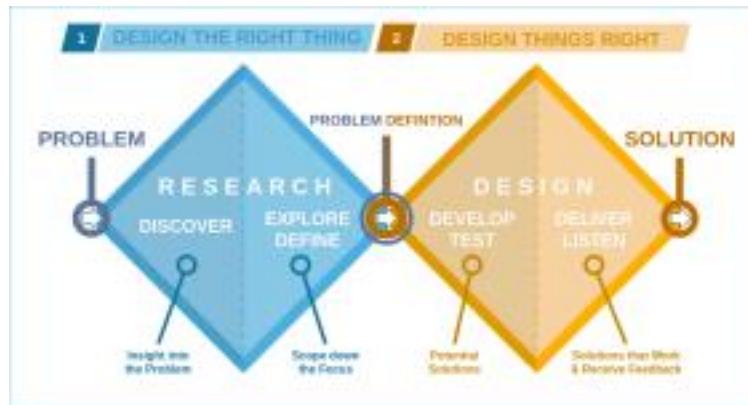 1 DESIGN THE RIGHT THING
2 DESIGN THINGS RIGHT
PROBLEM
PROBLEM DEFINTION
SOLUTION
RESEARCH
DESIGN
DISCOVER
EXPLORE
DEFINE
DEVELOP
TEST
DELIVER
LISTEN
Insight into
the Problem
Scope down
the Focus
Potential
Solutions
Solutions that Work
& Receive Feedback